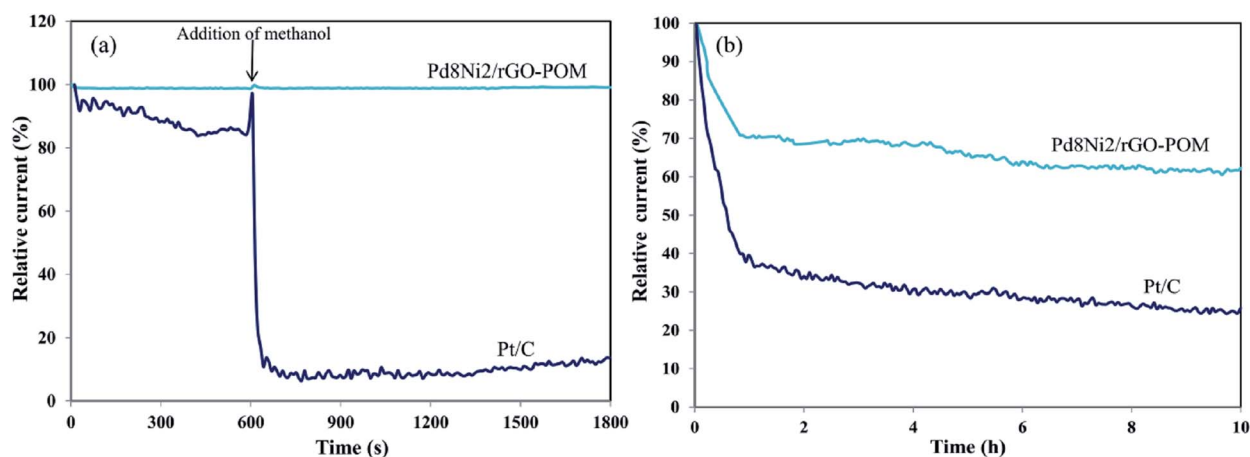 (a)
Addition of methanol
Pd8Ni2/rGO-POM
Pt/C
Relative current (%)
120
100
80
60
40
20
0
0 300 600 900 1200 1500 1800
Time (s)
(b)
Pd8Ni2/rGO-POM
Pt/C
Relative current (%)
100
90
80
70
60
50
40
30
20
10
0
0 2 4 6 8 10
Time (h)